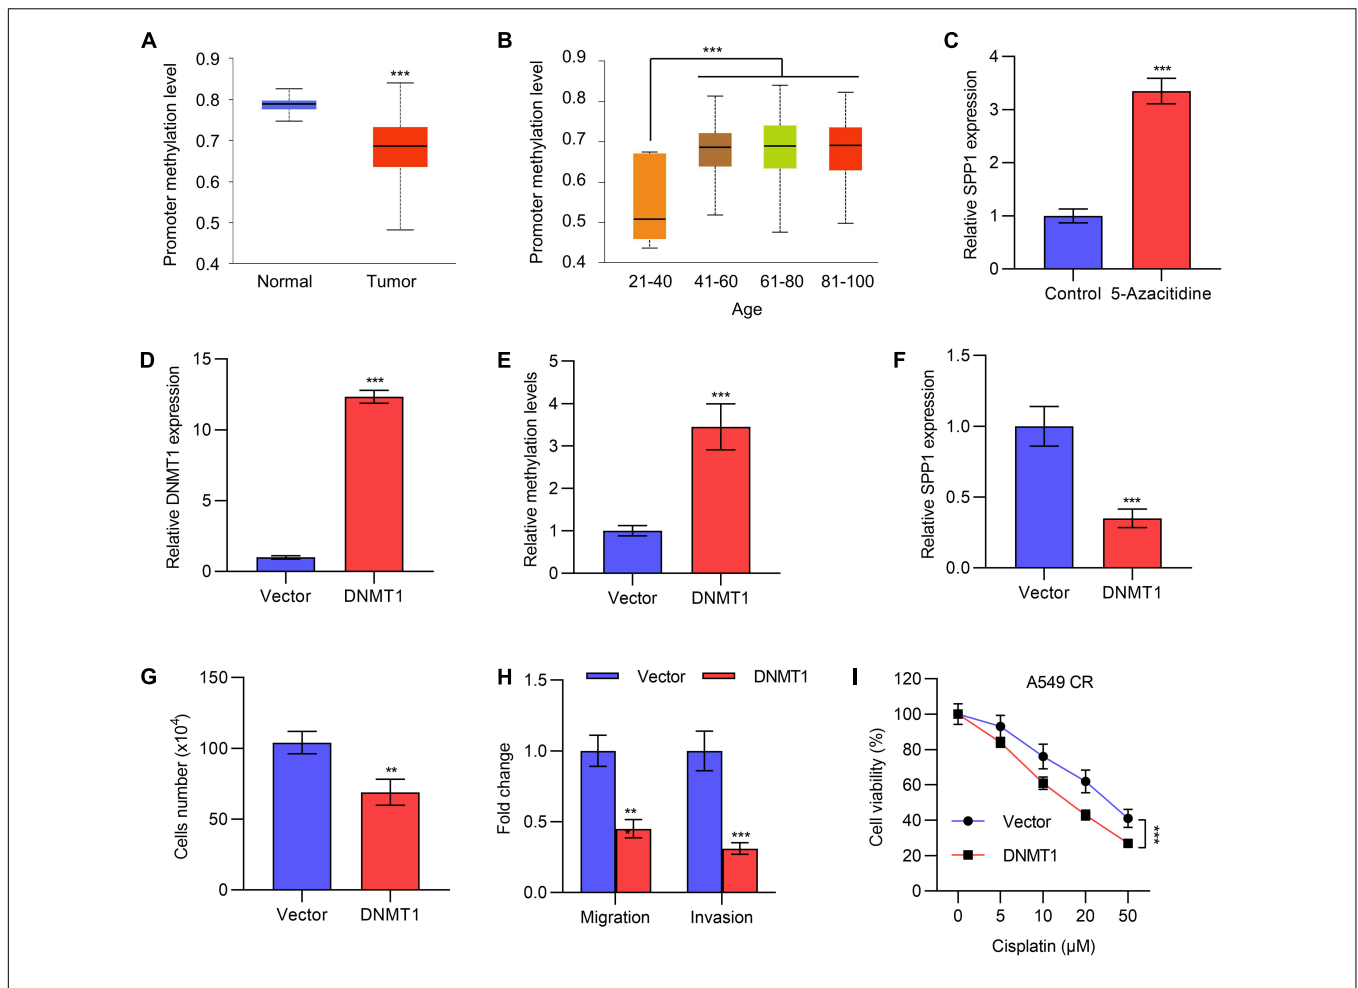 A
Promoter methylation level
0.9
0.8
0.7
0.6
0.5
0.4
***
Normal
Tumor
B
Promoter methylation level
0.9
0.8
0.7
0.6
0.5
0.4
***
21-40
41-60
61-80
81-100
Age
C
Relative SPP1 expression
4
3
2
1
0
***
Control
5-Azacitidine
D
Relative DNMT1 expression
15
10
5
0
***
Vector
DNMT1
E
Relative methylation levels
5
4
3
2
1
0
***
Vector
DNMT1
F
Relative SPP1 expression
1.5
1.0
0.5
0.0
***
Vector
DNMT1
G
Cells number (x10⁴)
150
100
50
0
**
Vector
DNMT1
H
Vector
DNMT1
Fold change
1.5
1.0
0.5
0.0
**
*
***
Migration
Invasion
I
A549 CR
Cell viability (%)
120
100
80
60
40
20
0
Vector
DNMT1
***
0
5
10
20
50
Cisplatin (µM)